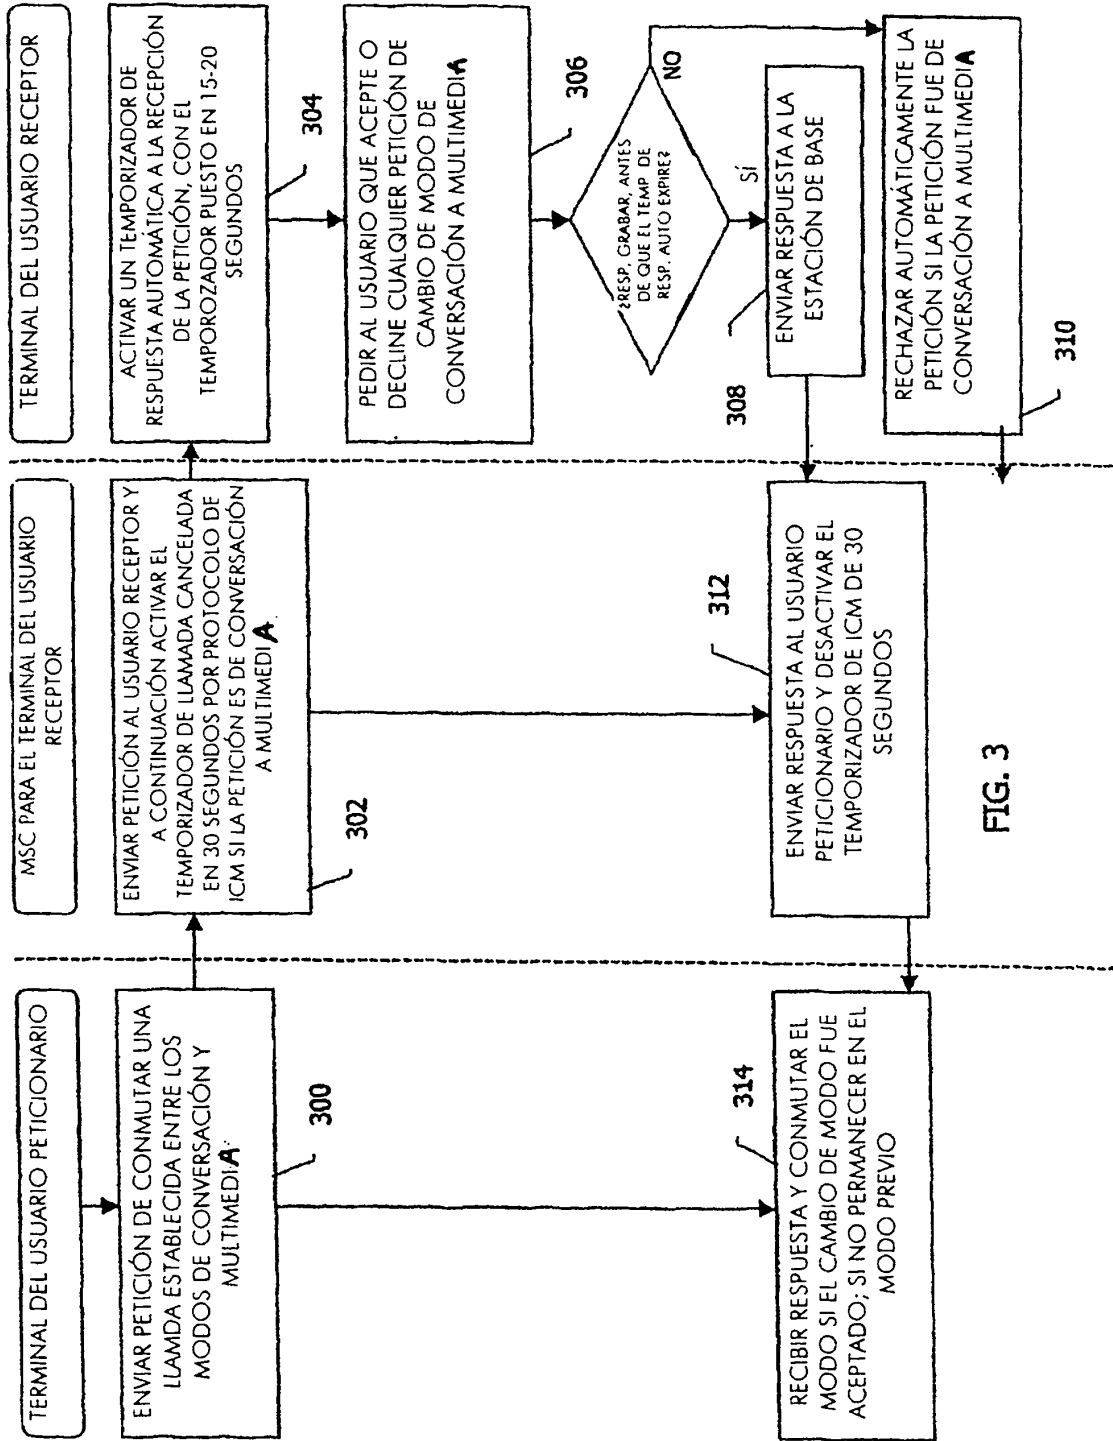 TERMINAL DEL USUARIO PETICIONARIO
ENVIAR PETICIÓN DE CONMUTAR UNA
LLAMDA ESTABLECIDA ENTRE LOS
MODOS DE CONVERSACIÓN Y
MULTIMEDIA
300
RECIBIR RESPUESTA Y CONMUTAR EL
MODO SI EL CAMBIO DE MODO FUE
ACEPTADO; SI NO PERMANECER EN EL
MODO PREVIO
314
MSC PARA EL TERMINAL DEL USUARIO
RECEPTOR
ENVIAR PETICIÓN AL USUARIO RECEPTOR Y
A CONTINUACIÓN ACTIVAR EL
TEMPORIZADOR DE LLAMADA CANCELADA
EN 30 SEGUNDOS POR PROTOCOLO DE
ICM SI LA PETICIÓN ES DE CONVERSACIÓN
A MULTIMEDIA
302
ENVIAR RESPUESTA AL USUARIO
PETICIONARIO Y DESACTIVAR EL
TEMPORIZADOR DE ICM DE 30
SEGUNDOS
312
TERMINAL DEL USUARIO RECEPTOR
ACTIVAR UN TEMPORIZADOR DE
RESPUESTA AUTOMÁTICA A LA RECEPCIÓN
DE LA PETICIÓN, CON EL
TEMPOROZADOR PUESTO EN 15-20
SEGUNDOS
304
PEDIR AL USUARIO QUE ACEPTE O
DECLINE CUALQUIER PETICIÓN DE
CAMBIO DE MODO DE
CONVERSACIÓN A MULTIMEDIA
306
¿RESP. GRABAR, ANTES
DE QUE EL TEMP DE
RESP. AUTO EXPIRE?
NO
SÍ
ENVIAR RESPUESTA A LA
ESTACIÓN DE BASE
308
RECHAZAR AUTOMÁTICAMENTE LA
PETICIÓN SI LA PETICIÓN FUE DE
CONVERSACIÓN A MULTIMEDIA
310
FIG. 3